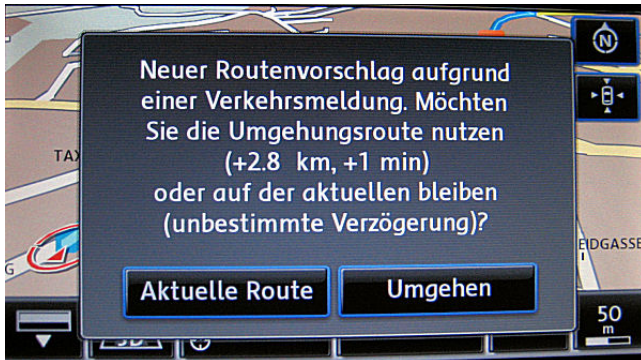 Neuer Routenvorschlag aufgrund
einer Verkehrsmeldung. Möchten
Sie die Umgehungsroute nutzen
(+2.8 km, +1 min)
oder auf der aktuellen bleiben
(unbestimmte Verzögerung)?
Aktuelle Route
Umgehen
N
TAX
EIDGASSE
G
3D
50
m